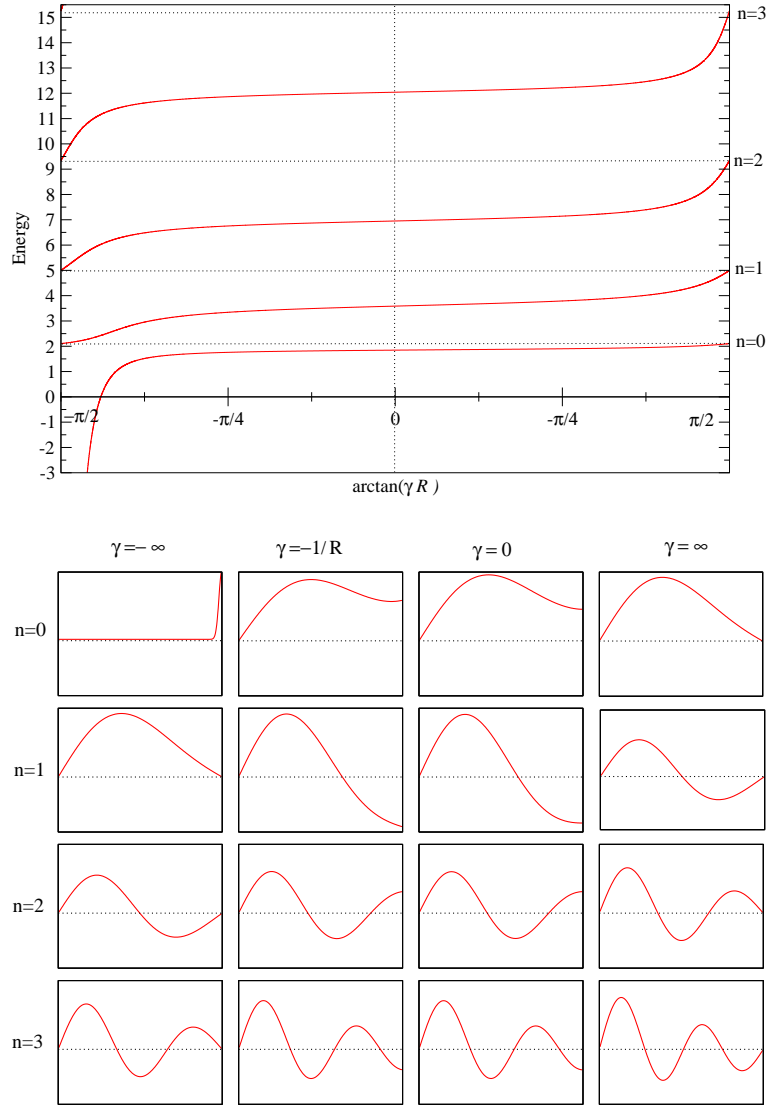 15
14
13
12
11
10
9
8
7
6
5
4
3
2
1
0
-1
-2
-3
Energy
n=3
n=2
n=1
n=0
−π/2
-π/4
0
-π/4
π/2
arctan(γ R )
γ = − ∞
γ = −1/ R
γ = 0
γ = ∞
n=0
n=1
n=2
n=3